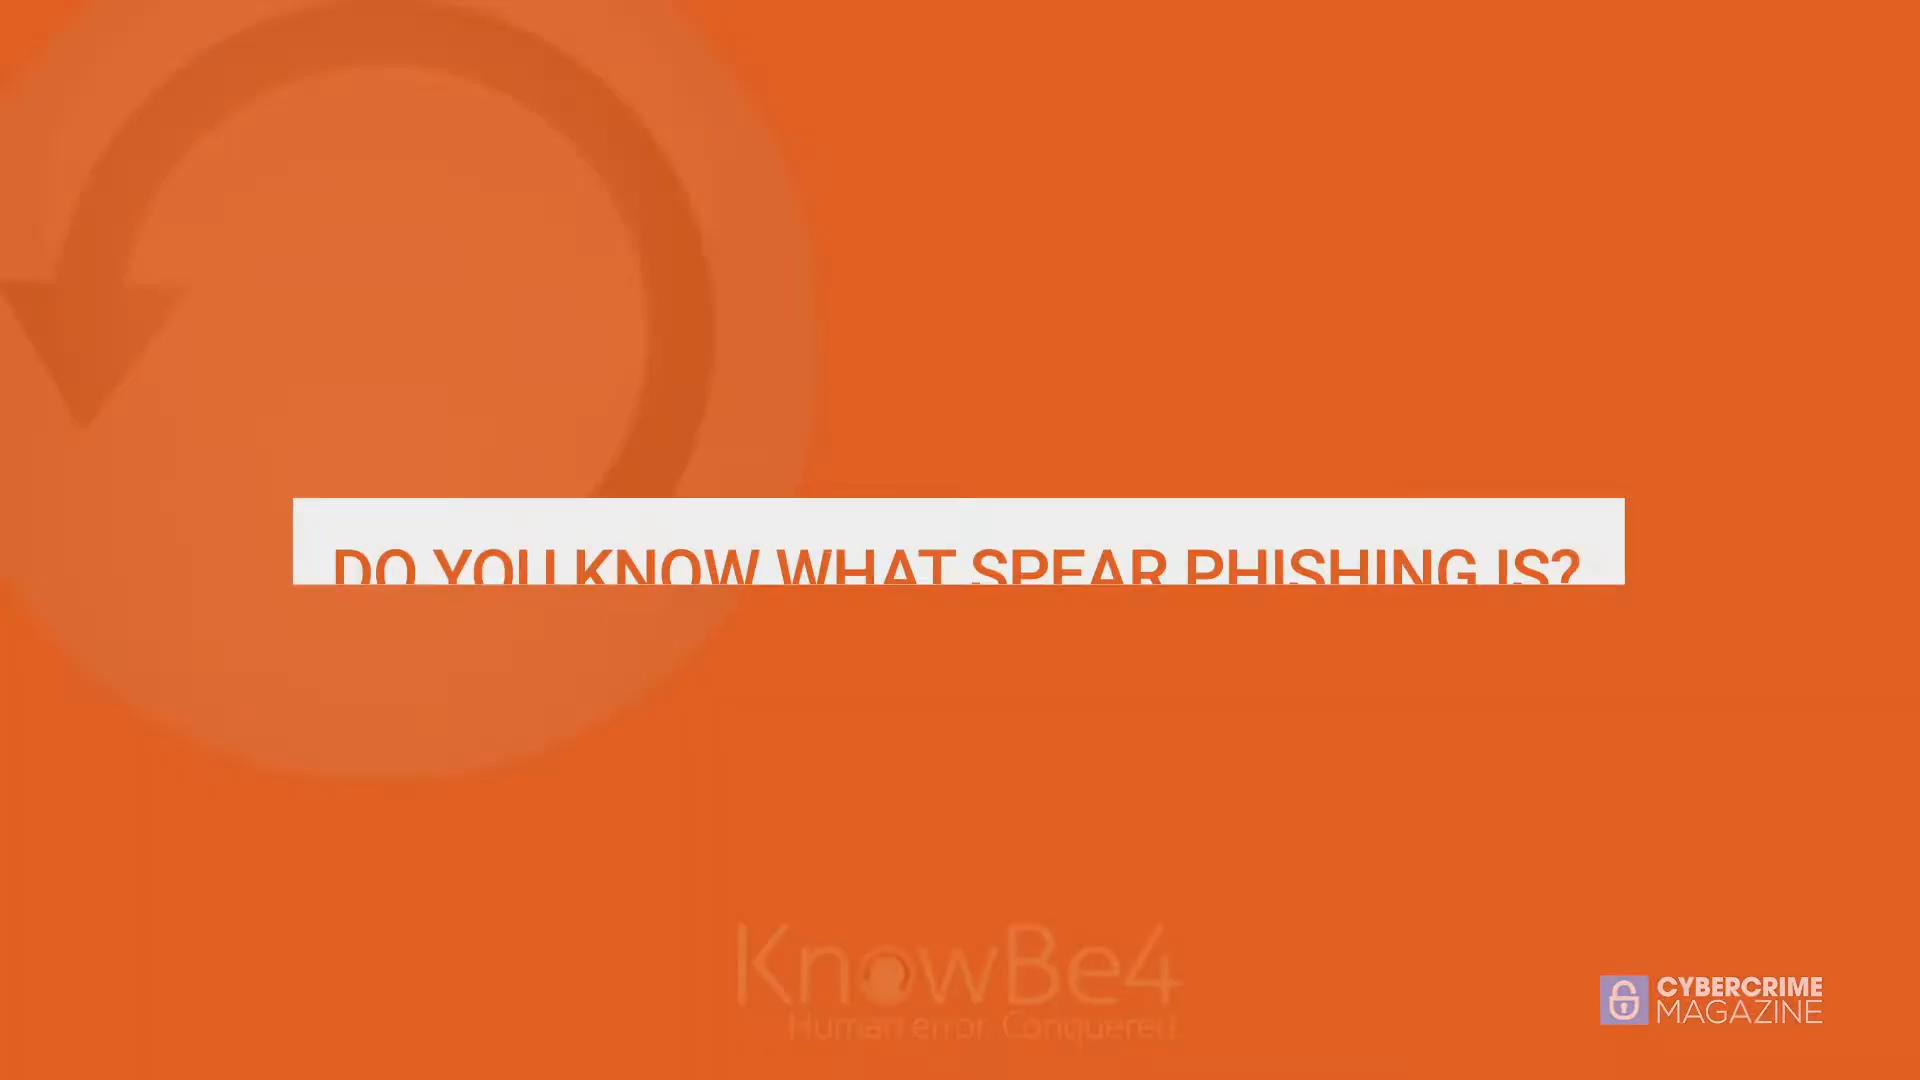 DO YOU KNOW WHAT SPEAR PHISHING IS?
KnowBe4
Human error Conquered
CYBERCRIME
MAGAZINE